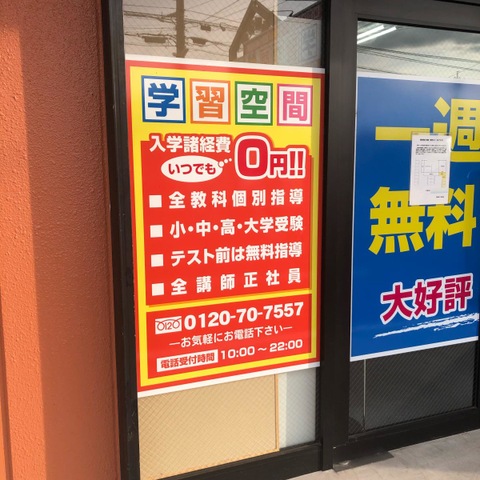 学習空間
入学諸経費
いつでも…0円!!
■全教科個別指導
■小・中・高・大学受験
■テスト前は無料指導
■全講師正社員
0120 0120-70-7557
―お気軽にお電話下さい―
電話受付時間 10:00～22:00
一週
無料
大好評